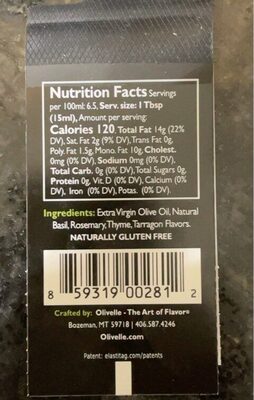 Nutrition Facts Servings
per 100ml: 6.5, Serv. size: 1 Tbsp
(15ml), Amount per serving:
Calories 120, Total Fat 14g (22%
DV), Sat. Fat 2g (9% DV), Trans Fat 0g,
Poly. Fat 1.5g, Mono. Fat 10g, Cholest.
0mg (0% DV), Sodium 0mg (0% DV),
Total Carb. 0g (0% DV), Total Sugars 0g,
Protein 0g, Vit. D (0% DV), Calcium (0%
DV), Iron (0% DV), Potas. (0% DV).
Ingredients: Extra Virgin Olive Oil, Natural
Basil, Rosemary, Thyme, Tarragon Flavors.
NATURALLY GLUTEN FREE
8 59319 00281 2
Crafted by: Olivelle - The Art of Flavor®
Bozeman, MT 59718 | 406.587.4246
Olivelle.com
Patent: elastitag.com/patents